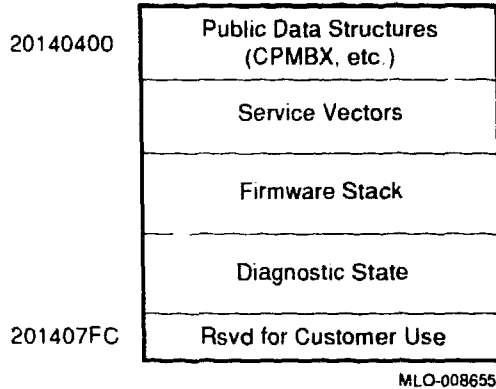 20140400
Public Data Structures
(CPMBX, etc.)
Service Vectors
Firmware Stack
Diagnostic State
201407FC
Rsvd for Customer Use
MLO-008655